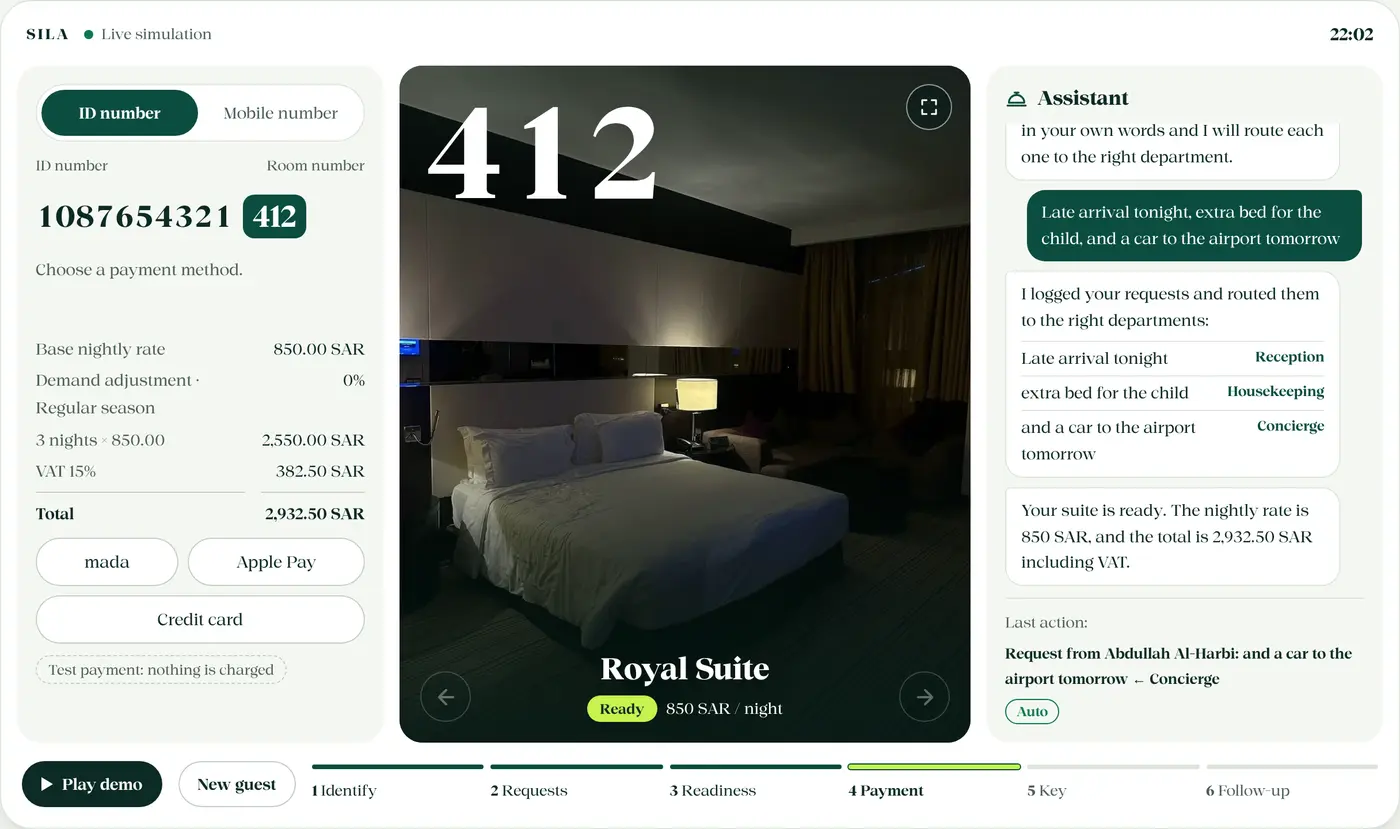 SILA
Live simulation
22:02
ID number
Mobile number
ID number
Room number
1087654321
412
Choose a payment method.
Base nightly rate
850.00 SAR
Demand adjustment ·
0%
Regular season
3 nights × 850.00
2,550.00 SAR
VAT 15%
382.50 SAR
Total
2,932.50 SAR
mada
Apple Pay
Credit card
Test payment: nothing is charged
412
Royal Suite
Ready
850 SAR / night
Assistant
in your own words and I will route each
one to the right department.
Late arrival tonight, extra bed for the
child, and a car to the airport tomorrow
I logged your requests and routed them
to the right departments:
Late arrival tonight
Reception
extra bed for the child
Housekeeping
and a car to the airport
Concierge
tomorrow
Your suite is ready. The nightly rate is
850 SAR, and the total is 2,932.50 SAR
including VAT.
Last action:
Request from Abdullah Al-Harbi: and a car to the
airport tomorrow ← Concierge
Auto
Play demo
New guest
1 Identify
2 Requests
3 Readiness
4 Payment
5 Key
6 Follow-up